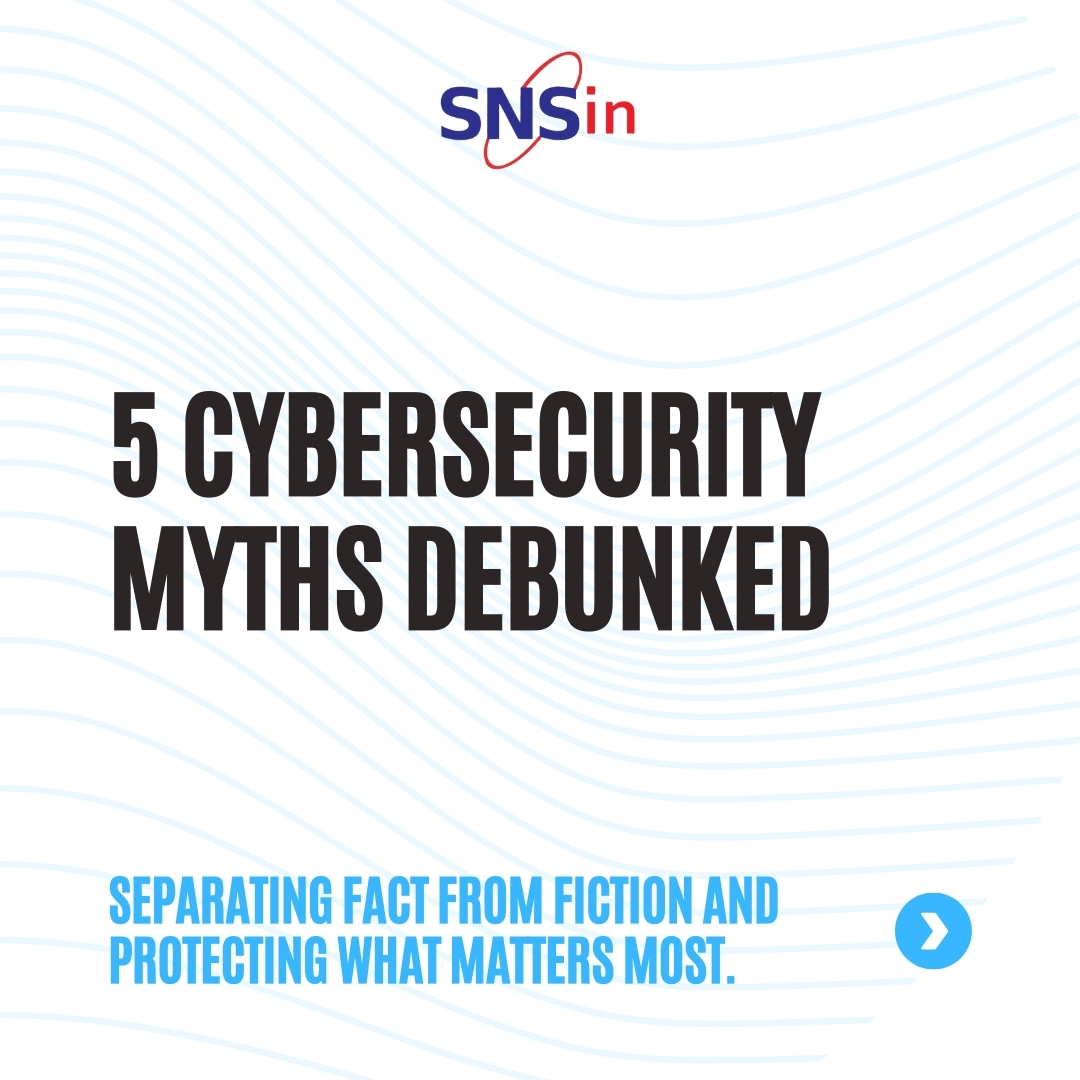 SNSin
5 CYBERSECURITY
MYTHS DEBUNKED
SEPARATING FACT FROM FICTION AND
PROTECTING WHAT MATTERS MOST.